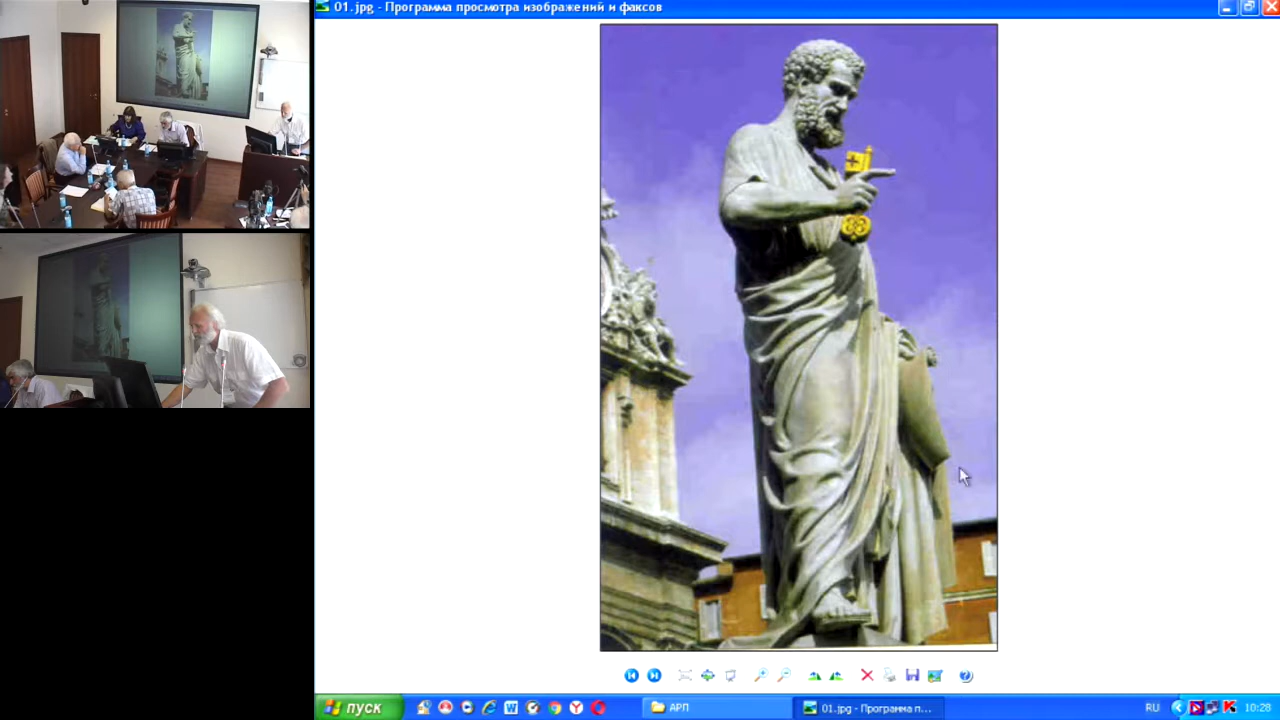 01.jpg - Программа просмотра изображений и факсов
пуск
АРП
01.jpg - Программа п...
RU
10:28